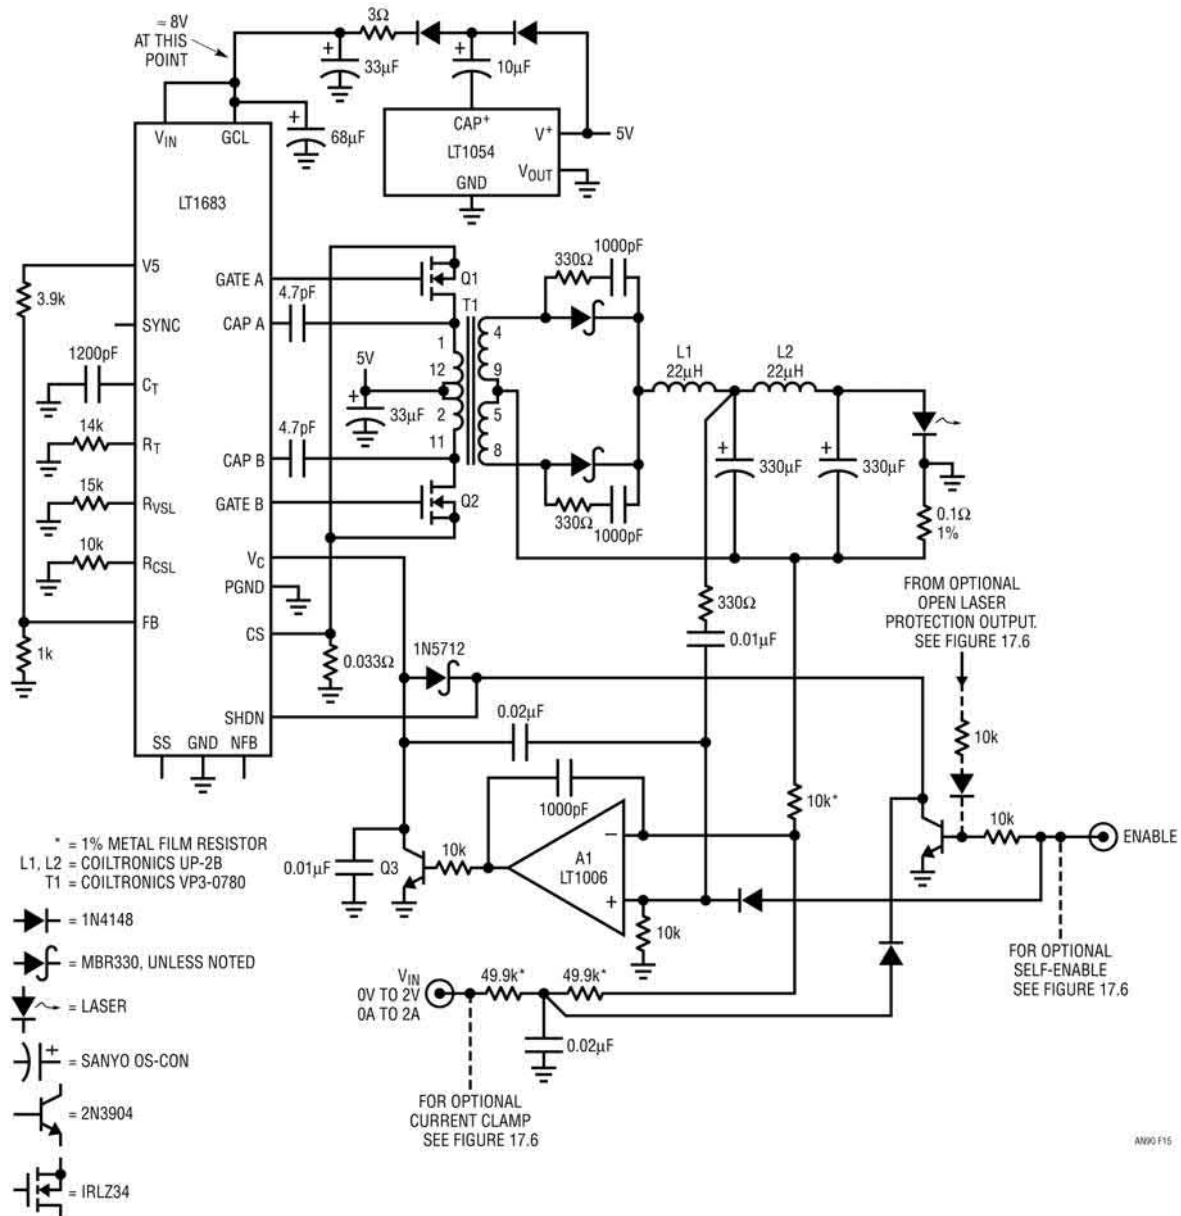 ≈ 8V
AT THIS
POINT
3Ω
+
33µF
+
10µF
+
68µF
CAP+
V+
5V
LT1054
VOUT
GND
VIN
GCL
LT1683
V5
3.9k
SYNC
1200pF
CT
14k
RT
15k
RVSL
10k
RCSL
FB
1k
SS
GND
NFB
GATE A
CAP A
CAP B
GATE B
VC
PGND
CS
SHDN
4.7pF
4.7pF
Q1
T1
1
12
2
11
4
9
5
8
5V
+
33µF
Q2
330Ω
1000pF
330Ω
1000pF
L1
22µH
L2
22µH
+
330µF
+
330µF
0.1Ω
1%
0.033Ω
1N5712
330Ω
0.01µF
0.02µF
FROM OPTIONAL
OPEN LASER
PROTECTION OUTPUT.
SEE FIGURE 17.6
10k
10k
ENABLE
10k*
1000pF
A1
LT1006
−
+
10k
0.01µF
Q3
10k
VIN
0V TO 2V
0A TO 2A
49.9k*
49.9k*
0.02µF
FOR OPTIONAL
CURRENT CLAMP
SEE FIGURE 17.6
FOR OPTIONAL
SELF-ENABLE
SEE FIGURE 17.6
* = 1% METAL FILM RESISTOR
L1, L2 = COILTRONICS UP-2B
T1 = COILTRONICS VP3-0780
= 1N4148
= MBR330, UNLESS NOTED
= LASER
+ = SANYO OS-CON
= 2N3904
= IRLZ34
AN90 F15